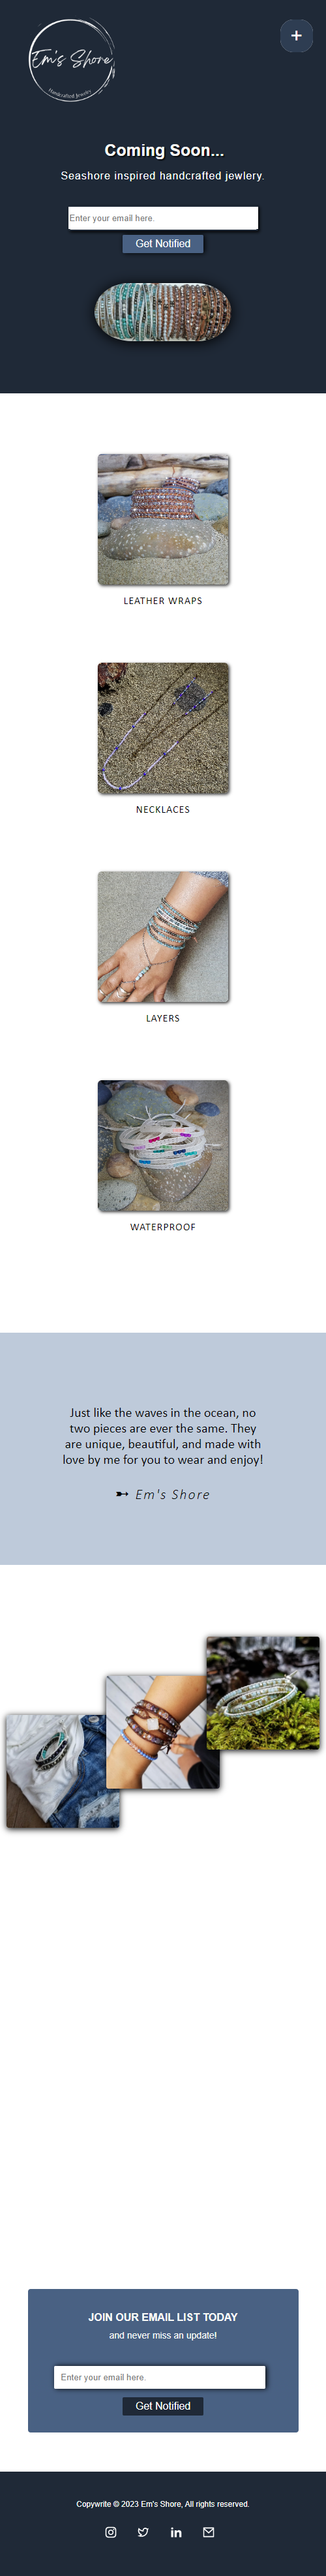 Em's Shore
Handcrafted Jewelry
Coming Soon...
Seashore inspired handcrafted jewlery.
Enter your email here.
Get Notified
LEATHER WRAPS
NECKLACES
LAYERS
WATERPROOF
Just like the waves in the ocean, no
two pieces are ever the same. They
are unique, beautiful, and made with
love by me for you to wear and enjoy!
➵ Em's Shore
JOIN OUR EMAIL LIST TODAY
and never miss an update!
Enter your email here.
Get Notified
Copywrite © 2023 Em's Shore, All rights reserved.